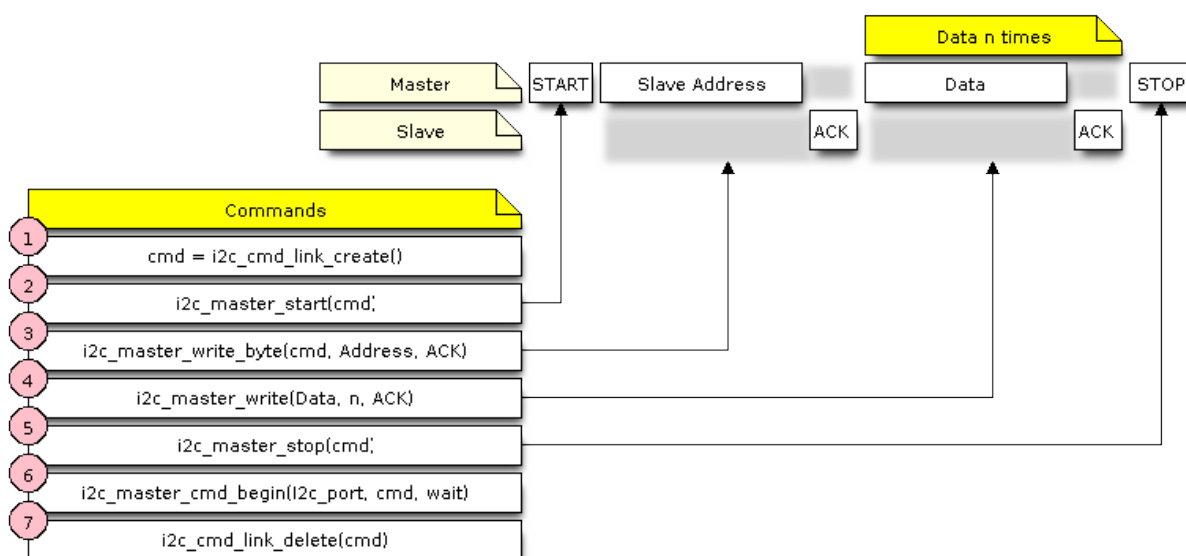 Data n times
Master START Slave Address Data STOP
Slave ACK ACK
Commands
1
cmd = i2c_cmd_link_create()
2
i2c_master_start(cmd)
3
i2c_master_write_byte(cmd, Address, ACK)
4
i2c_master_write(Data, n, ACK)
5
i2c_master_stop(cmd)
6
i2c_master_cmd_begin(I2c_port, cmd, wait)
7
i2c_cmd_link_delete(cmd)